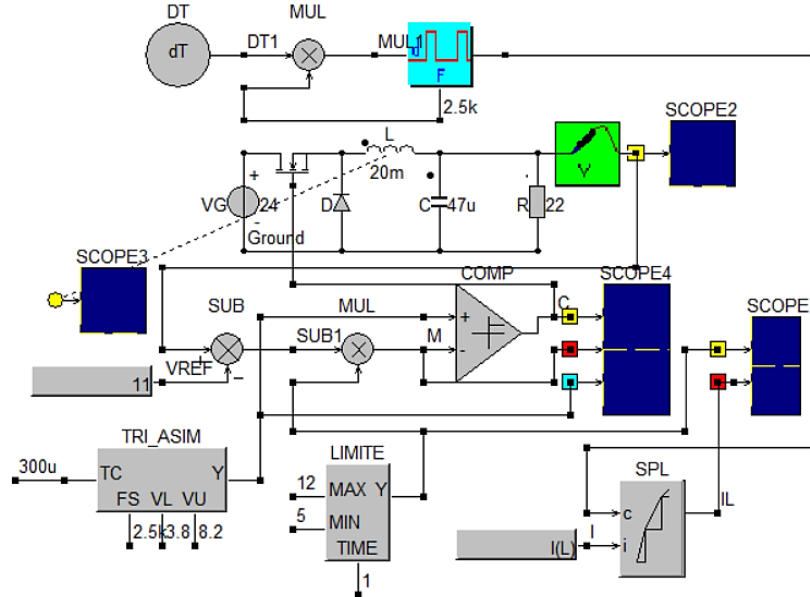 DT
MUL
dT
DT1
MUL1
d
F
2.5k
SCOPE2
L
20m
V
VG
+
24
-
D
C
47u
R
22
Ground
SCOPE3
COMP
SCOPE4
SCOPE
SUB
MUL
C
+
SUB1
M
-
+
VREF
−
11
TRI_ASIM
LIMITE
300u
TC
Y
12
MAX
Y
SPL
FS
VL
VU
5
MIN
c
IL
2.5k
3.8
8.2
TIME
I(L)
I
i
1